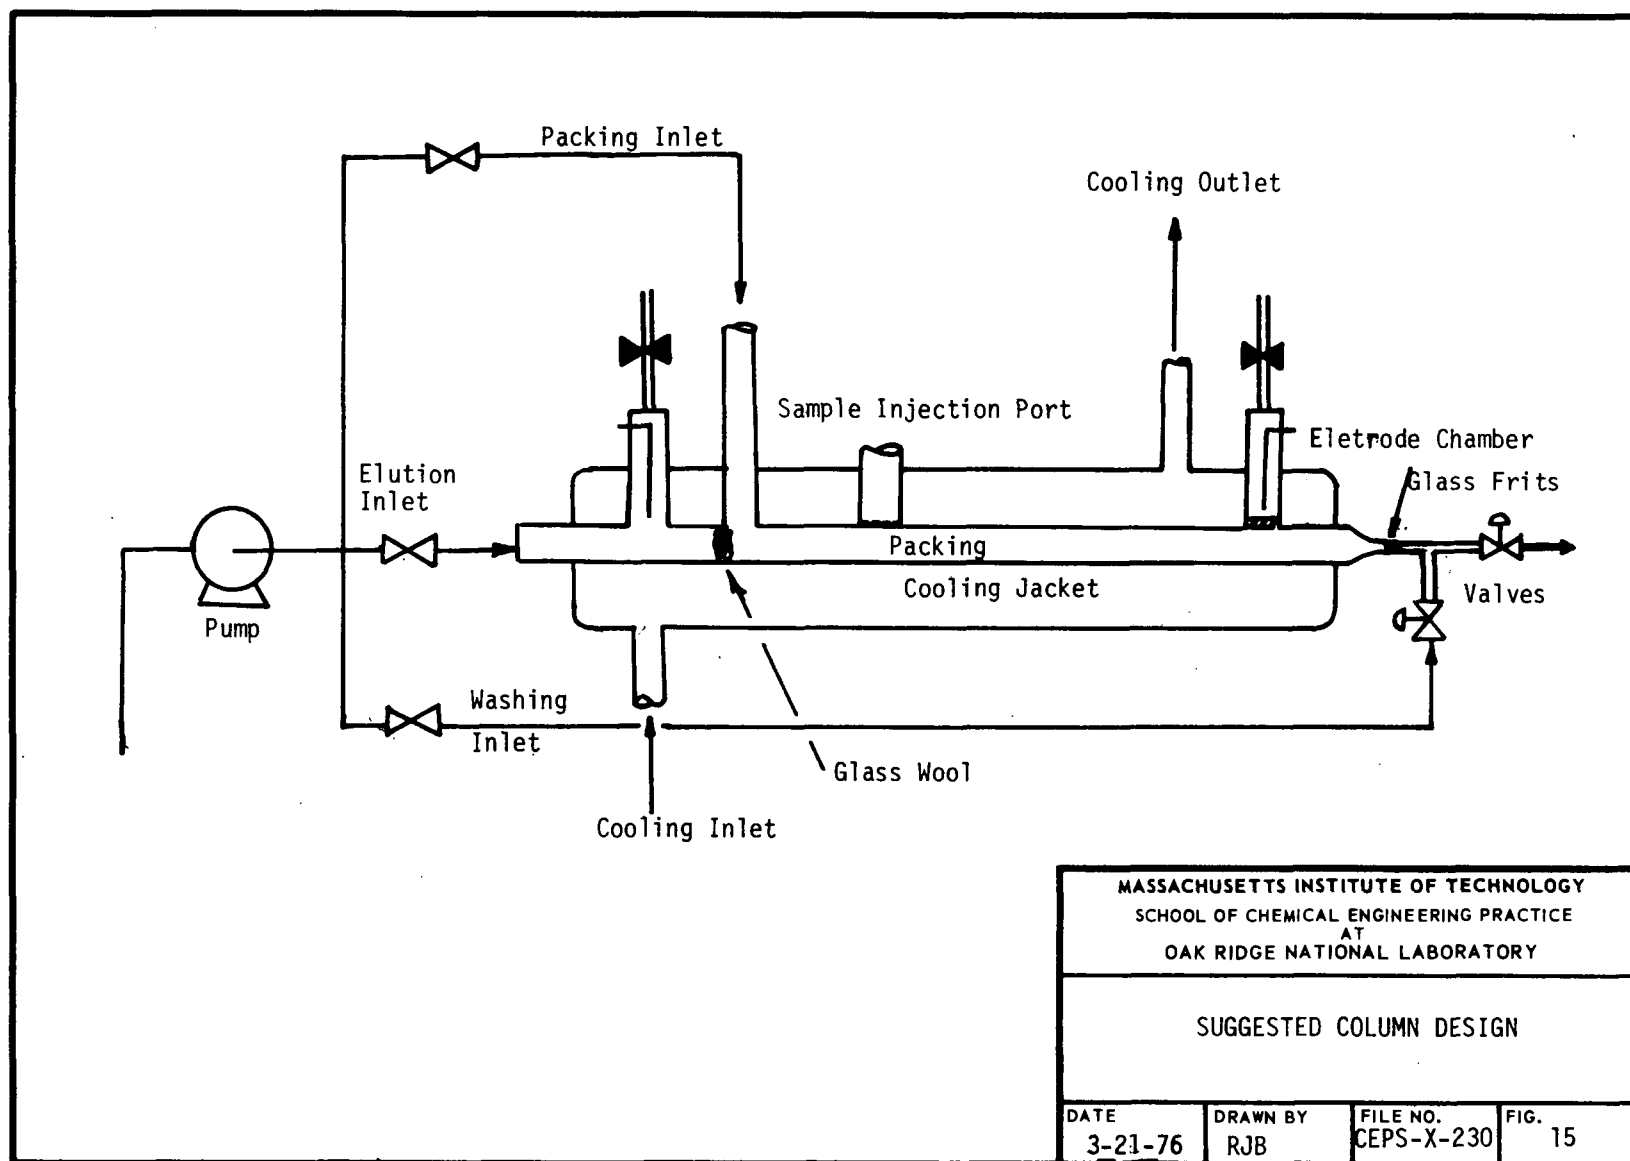 Packing Inlet
Cooling Outlet
Sample Injection Port
Eletrode Chamber
Glass Frits
Elution
Inlet
Packing
Cooling Jacket
Valves
Pump
Washing
Inlet
Glass Wool
Cooling Inlet
MASSACHUSETTS INSTITUTE OF TECHNOLOGY
SCHOOL OF CHEMICAL ENGINEERING PRACTICE
AT
OAK RIDGE NATIONAL LABORATORY
SUGGESTED COLUMN DESIGN
DATE
3-21-76
DRAWN BY
RJB
FILE NO.
CEPS-X-230
FIG.
15